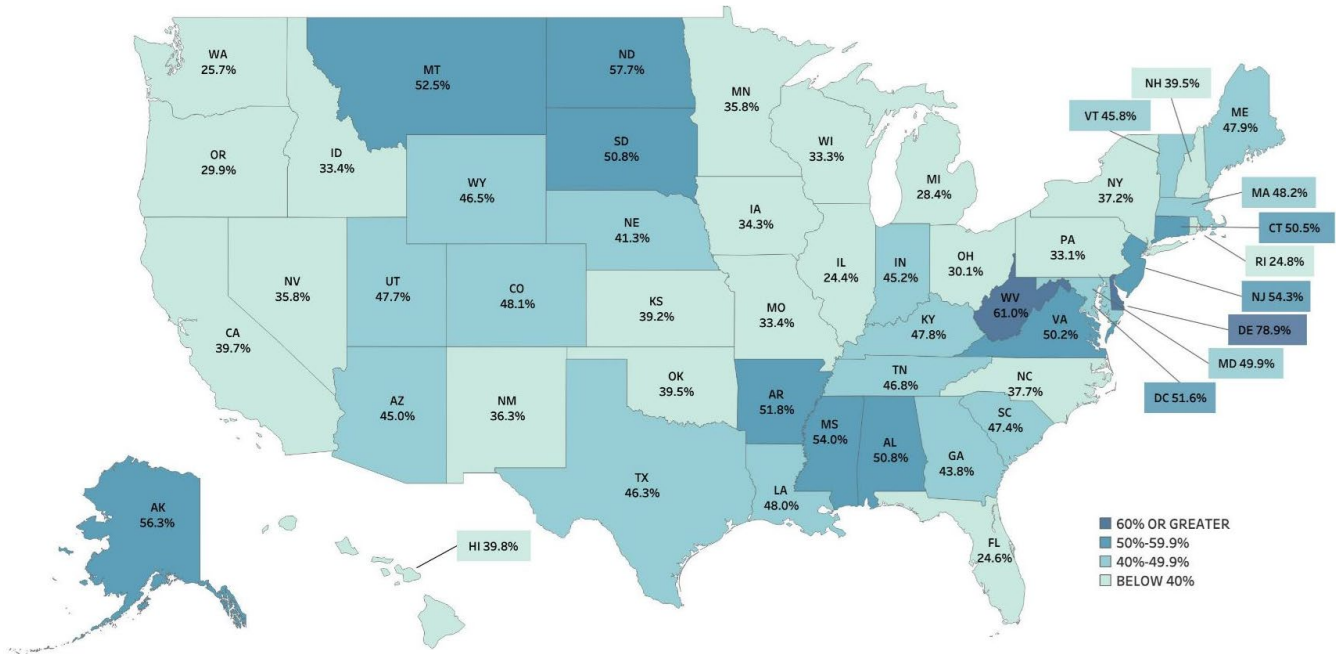 WA
25.7%
MT
52.5%
ND
57.7%
MN
35.8%
NH 39.5%
VT 45.8%
ME
47.9%
OR
29.9%
ID
33.4%
WY
46.5%
SD
50.8%
WI
33.3%
MI
28.4%
NY
37.2%
MA 48.2%
CT 50.5%
RI 24.8%
NJ 54.3%
DE 78.9%
MD 49.9%
DC 51.6%
NE
41.3%
IA
34.3%
PA
33.1%
NV
35.8%
UT
47.7%
CO
48.1%
KS
39.2%
MO
33.4%
IL
24.4%
IN
45.2%
OH
30.1%
WV
61.0%
VA
50.2%
KY
47.8%
CA
39.7%
AZ
45.0%
NM
36.3%
OK
39.5%
AR
51.8%
TN
46.8%
NC
37.7%
SC
47.4%
MS
54.0%
AL
50.8%
GA
43.8%
TX
46.3%
LA
48.0%
FL
24.6%
AK
56.3%
HI 39.8%
60% OR GREATER
50%-59.9%
40%-49.9%
BELOW 40%